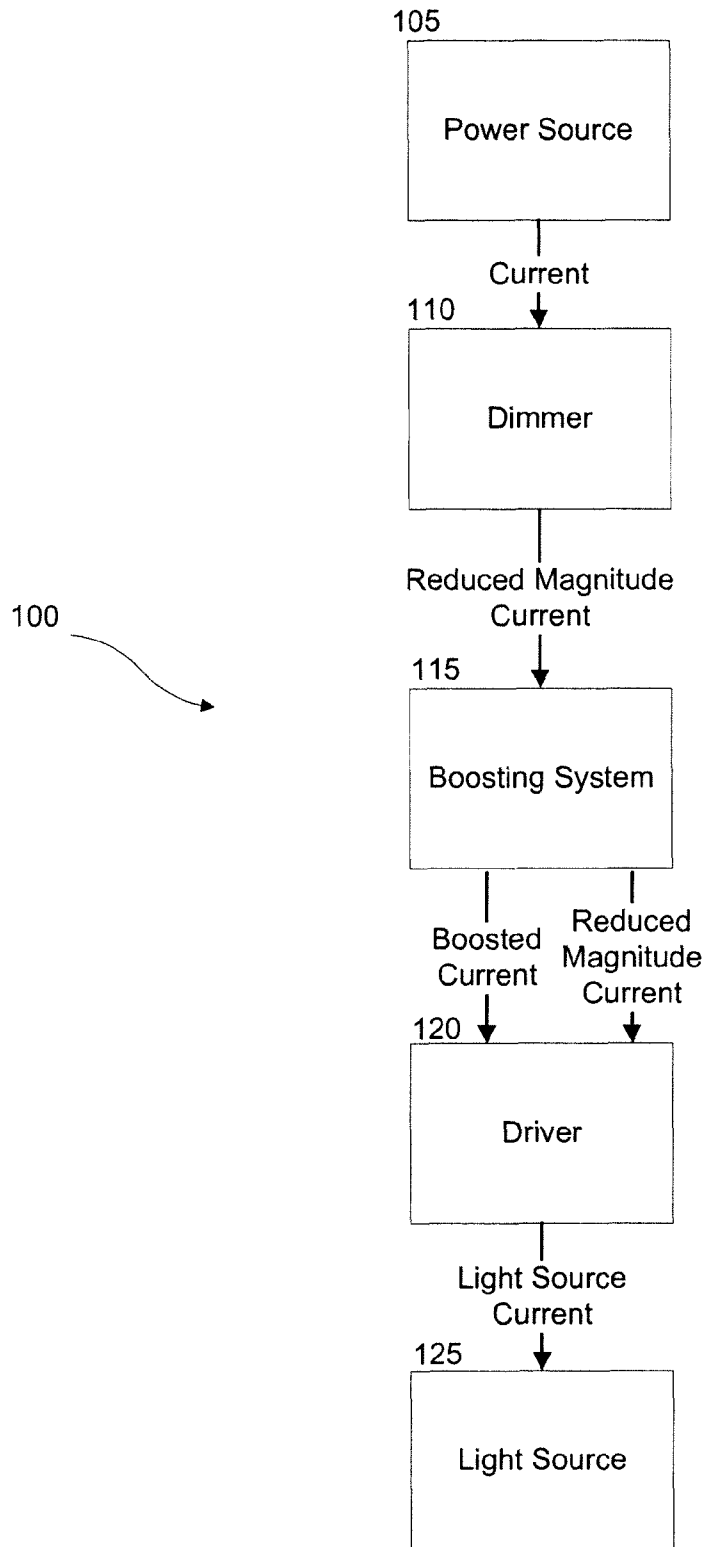 105
Power Source
Current
110
Dimmer
Reduced Magnitude
Current
100
115
Boosting System
Boosted
Current
Reduced
Magnitude
Current
120
Driver
Light Source
Current
125
Light Source